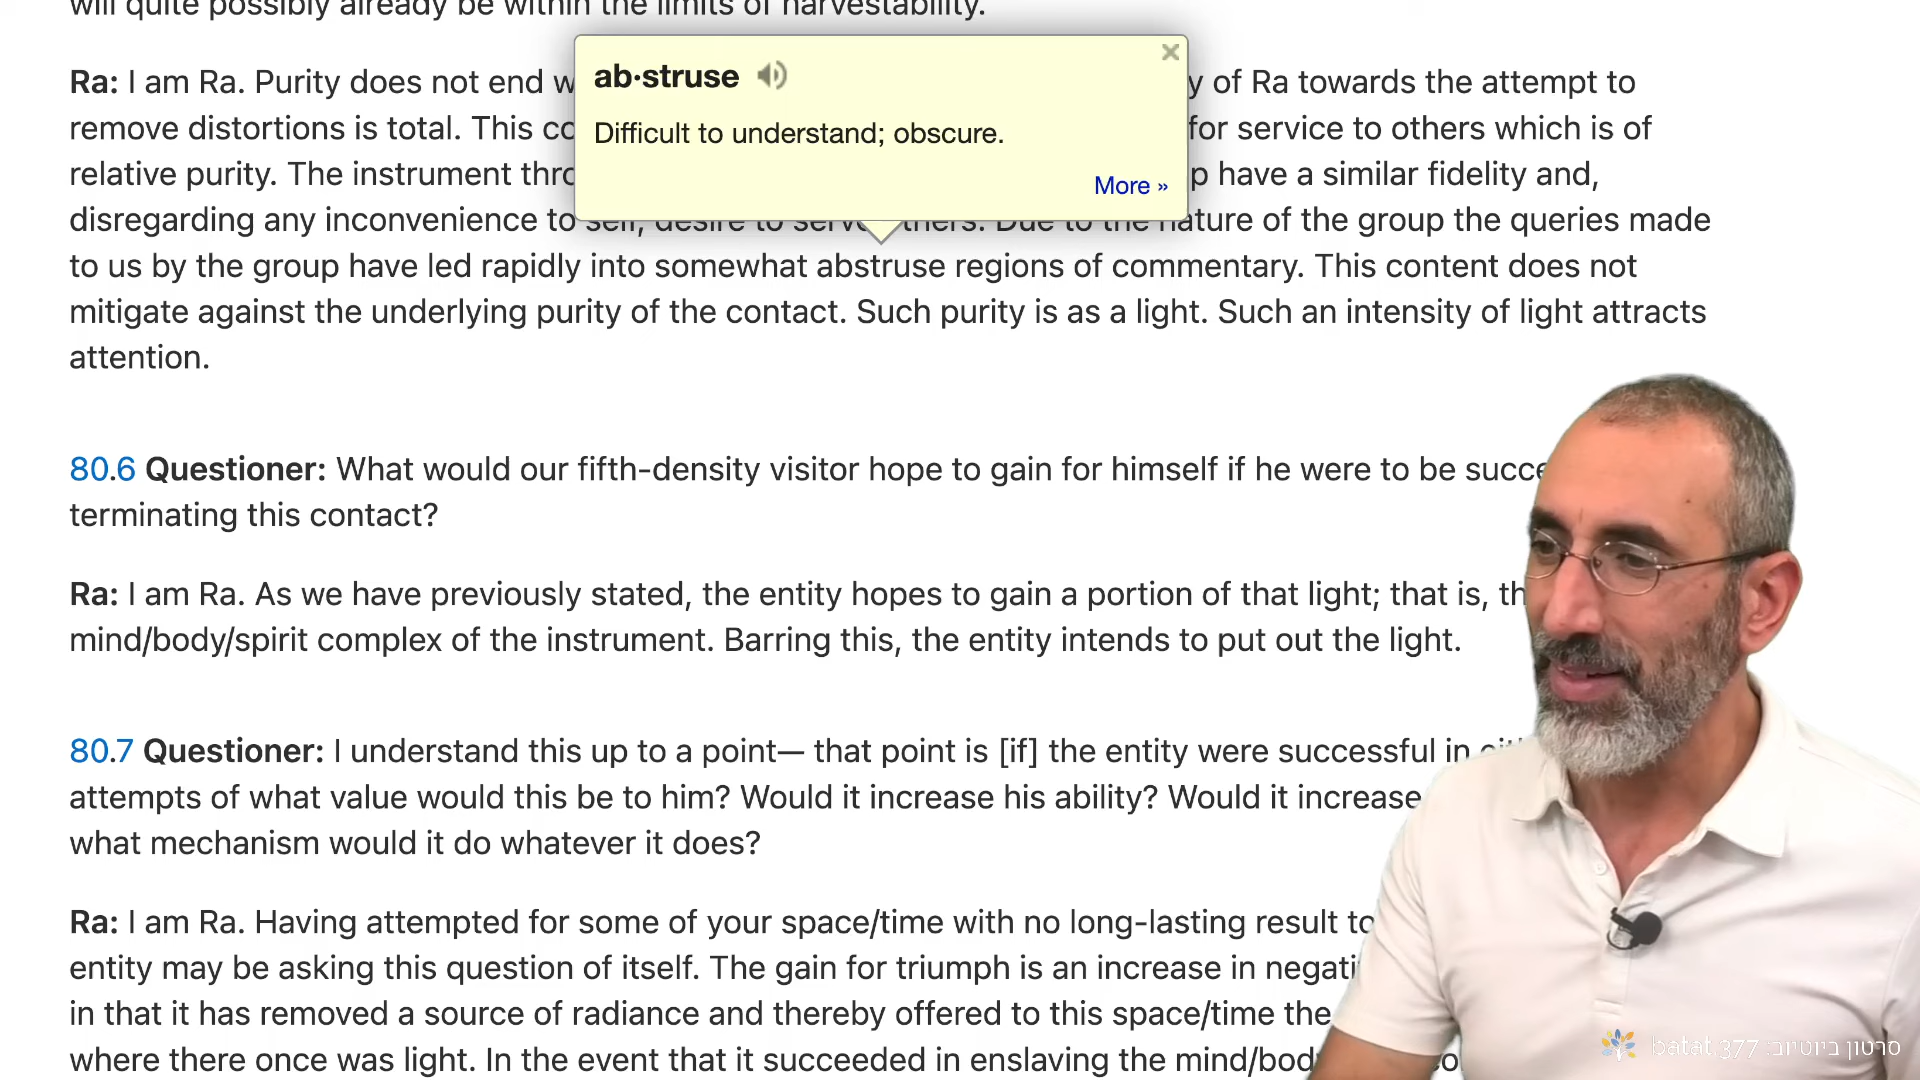 will quite possibly already be within the limits of harvestability.
ab·struse
Difficult to understand; obscure.
More »
Ra: I am Ra. Purity does not end w y of Ra towards the attempt to
remove distortions is total. This co for service to others which is of
relative purity. The instrument thro p have a similar fidelity and,
disregarding any inconvenience to self, desire to serve others. Due to the nature of the group the queries made
to us by the group have led rapidly into somewhat abstruse regions of commentary. This content does not
mitigate against the underlying purity of the contact. Such purity is as a light. Such an intensity of light attracts
attention.
80.6 Questioner: What would our fifth-density visitor hope to gain for himself if he were to be succe
terminating this contact?
Ra: I am Ra. As we have previously stated, the entity hopes to gain a portion of that light; that is, th
mind/body/spirit complex of the instrument. Barring this, the entity intends to put out the light.
80.7 Questioner: I understand this up to a point— that point is [if] the entity were successful in
attempts of what value would this be to him? Would it increase his ability? Would it increase
what mechanism would it do whatever it does?
Ra: I am Ra. Having attempted for some of your space/time with no long-lasting result to
entity may be asking this question of itself. The gain for triumph is an increase in negati
in that it has removed a source of radiance and thereby offered to this space/time the
where there once was light. In the event that it succeeded in enslaving the mind/bod
סרטון ביוטיוב: batat 377